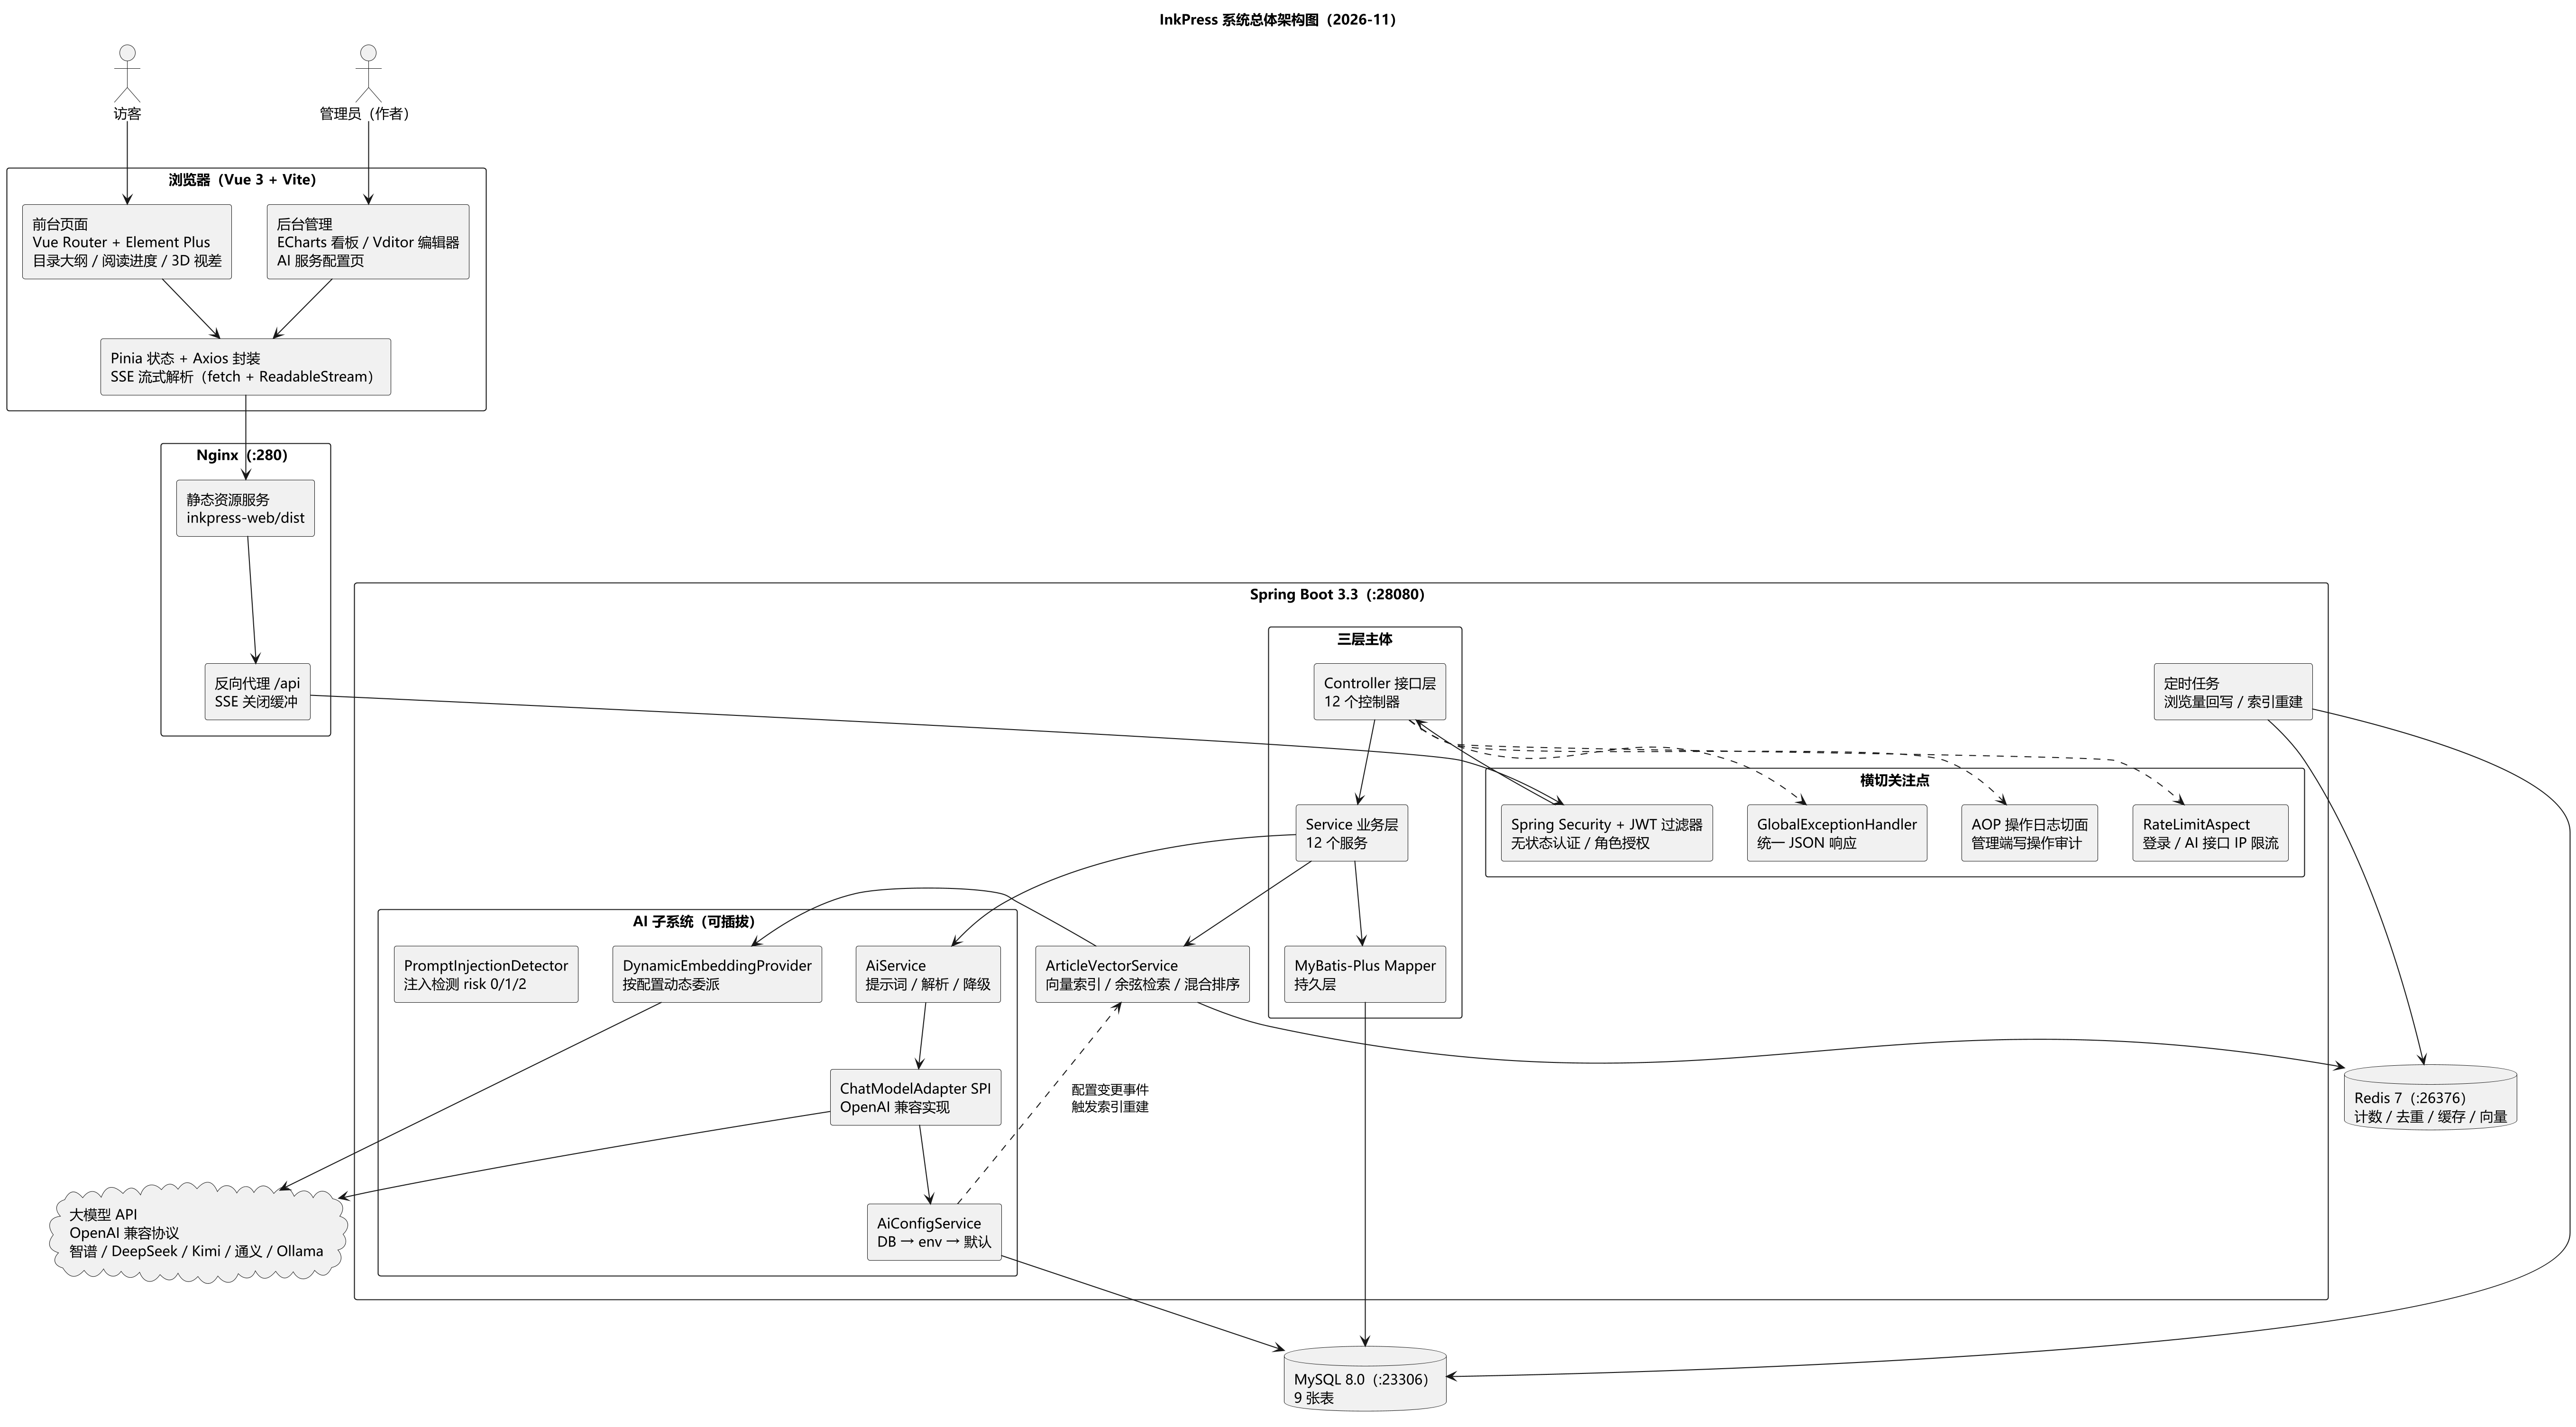 InkPress 系统总体架构图（2026-11）
访客
管理员（作者）
浏览器（Vue 3 + Vite）
前台页面
Vue Router + Element Plus
目录大纲 / 阅读进度 / 3D 视差
后台管理
ECharts 看板 / Vditor 编辑器
AI 服务配置页
Pinia 状态 + Axios 封装
SSE 流式解析（fetch + ReadableStream）
Nginx（:280）
静态资源服务
inkpress-web/dist
反向代理 /api
SSE 关闭缓冲
Spring Boot 3.3（:28080）
三层主体
Controller 接口层
12 个控制器
定时任务
浏览量回写 / 索引重建
横切关注点
Service 业务层
12 个服务
Spring Security + JWT 过滤器
无状态认证 / 角色授权
GlobalExceptionHandler
统一 JSON 响应
AOP 操作日志切面
管理端写操作审计
RateLimitAspect
登录 / AI 接口 IP 限流
AI 子系统（可插拔）
PromptInjectionDetector
注入检测 risk 0/1/2
DynamicEmbeddingProvider
按配置动态委派
AiService
提示词 / 解析 / 降级
ArticleVectorService
向量索引 / 余弦检索 / 混合排序
MyBatis-Plus Mapper
持久层
ChatModelAdapter SPI
OpenAI 兼容实现
配置变更事件
触发索引重建
Redis 7（:26376）
计数 / 去重 / 缓存 / 向量
大模型 API
OpenAI 兼容协议
智谱 / DeepSeek / Kimi / 通义 / Ollama
AiConfigService
DB → env → 默认
MySQL 8.0（:23306）
9 张表